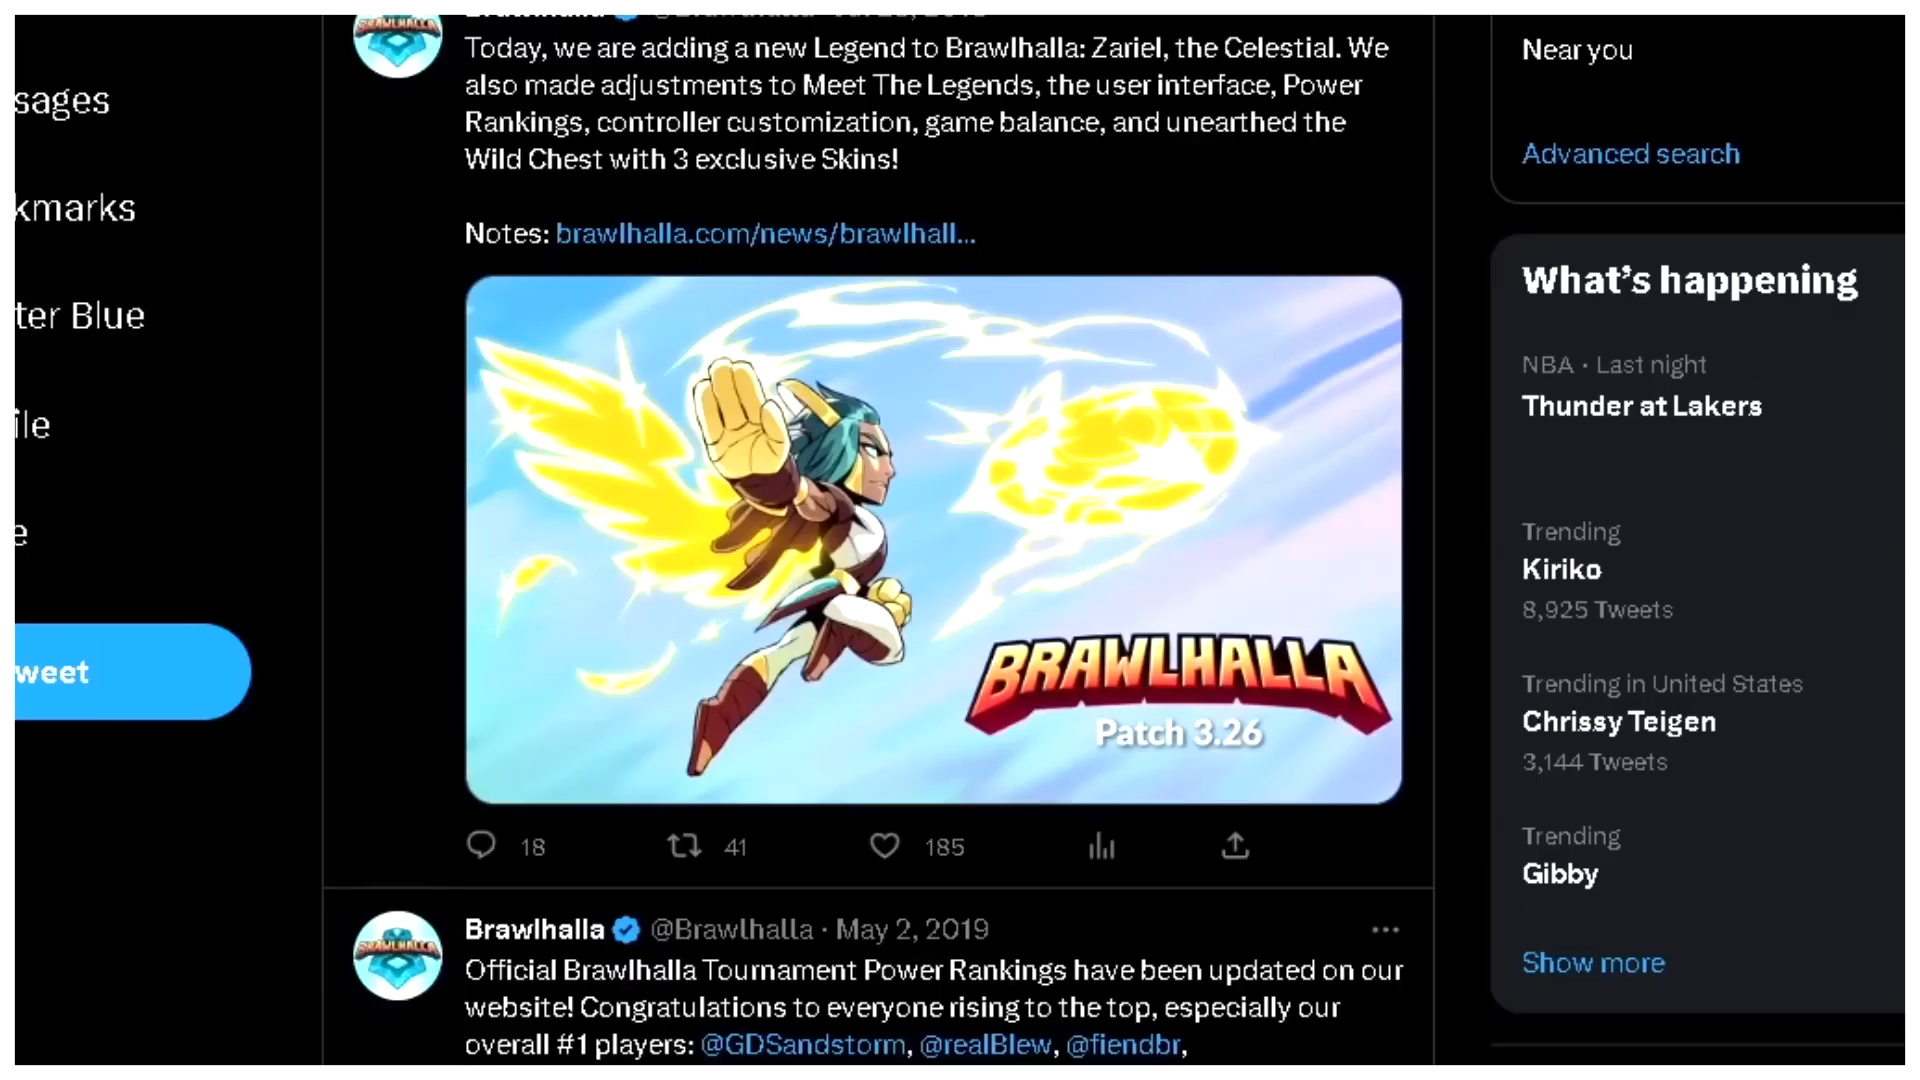 sages
kmarks
ter Blue
ile
e
weet
Today, we are adding a new Legend to Brawlhalla: Zariel, the Celestial. We
also made adjustments to Meet The Legends, the user interface, Power
Rankings, controller customization, game balance, and unearthed the
Wild Chest with 3 exclusive Skins!
Notes: brawlhalla.com/news/brawlhall...
BRAWLHALLA
Patch 3.26
18 41 185
Brawlhalla @Brawlhalla · May 2, 2019
Official Brawlhalla Tournament Power Rankings have been updated on our
website! Congratulations to everyone rising to the top, especially our
overall #1 players: @GDSandstorm, @realBlew, @fiendbr,
Near you
Advanced search
What's happening
NBA · Last night
Thunder at Lakers
Trending
Kiriko
8,925 Tweets
Trending in United States
Chrissy Teigen
3,144 Tweets
Trending
Gibby
Show more